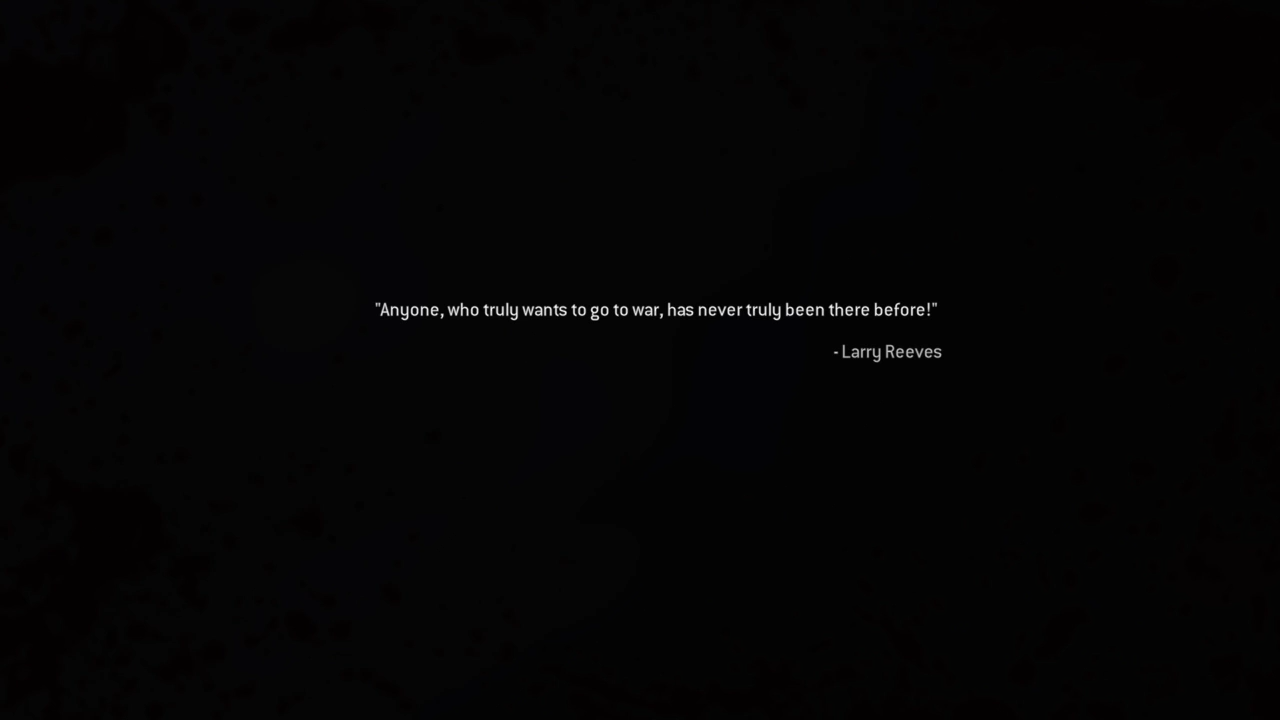 "Anyone, who truly wants to go to war, has never truly been there before!"
- Larry Reeves